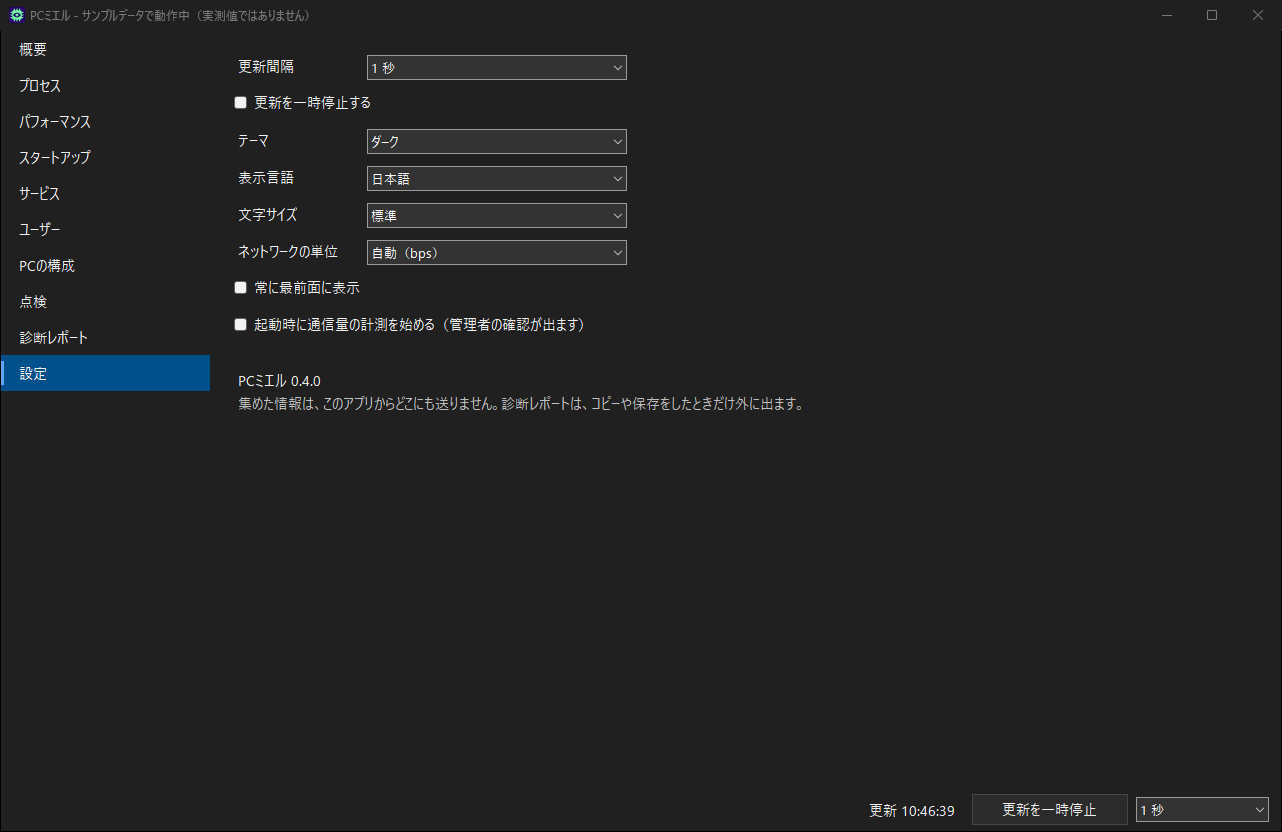 PCミエル - サンプルデータで動作中（実測値ではありません）
概要
プロセス
パフォーマンス
スタートアップ
サービス
ユーザー
PCの構成
点検
診断レポート
設定
更新間隔 1 秒
更新を一時停止する
テーマ ダーク
表示言語 日本語
文字サイズ 標準
ネットワークの単位 自動（bps）
常に最前面に表示
起動時に通信量の計測を始める（管理者の確認が出ます）
PCミエル 0.4.0
集めた情報は、このアプリからどこにも送りません。診断レポートは、コピーや保存をしたときだけ外に出ます。
更新 10:46:39 更新を一時停止 1 秒